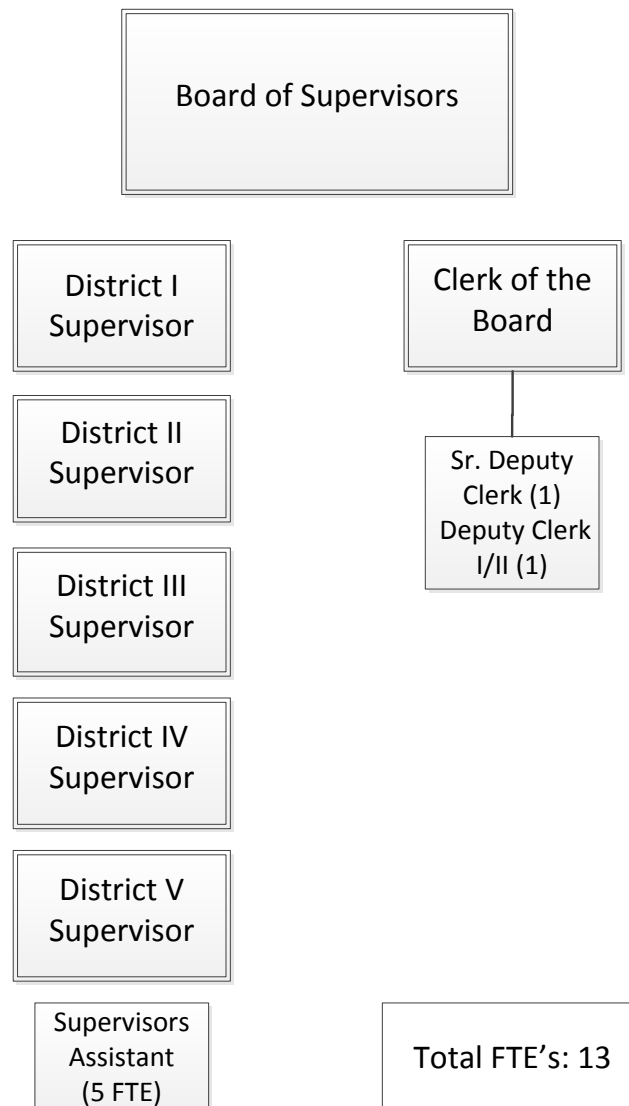 Board of Supervisors
District I
Supervisor
District II
Supervisor
District III
Supervisor
District IV
Supervisor
District V
Supervisor
Supervisors
Assistant
(5 FTE)
Clerk of the
Board
Sr. Deputy
Clerk (1)
Deputy Clerk
I/II (1)
Total FTE’s: 13